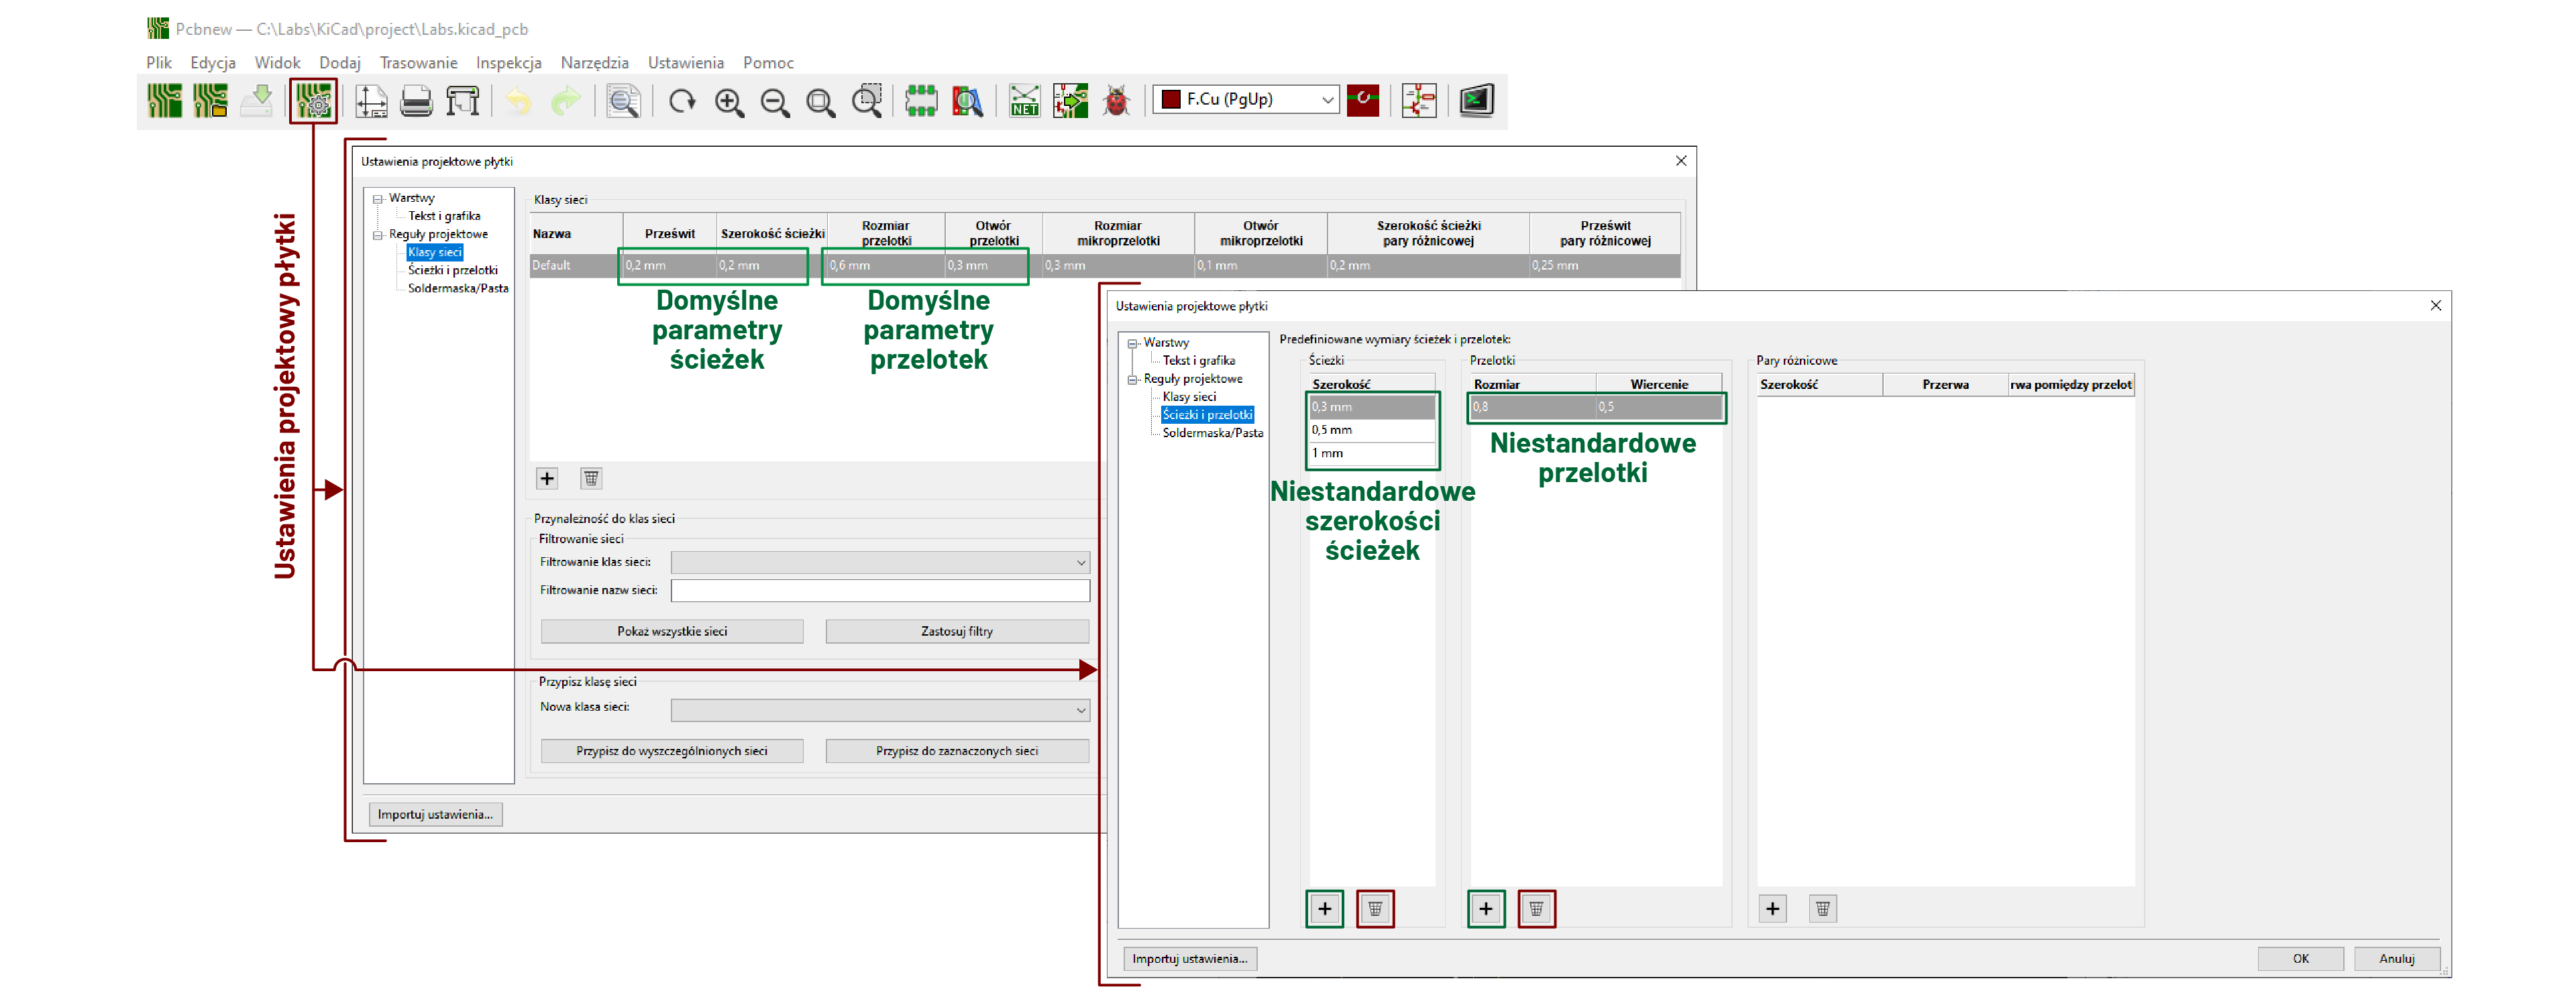 Pcbnew — C:\Labs\KiCad\project\Labs.kicad_pcb
Plik Edycja Widok Dodaj Trasowanie Inspekcja Narzędzia Ustawienia Pomoc
NET
F.Cu (PgUp)
Ustawienia projektowy płytki
Ustawienia projektowe płytki
Warstwy
Tekst i grafika
Reguły projektowe
Klasy sieci
Ścieżki i przelotki
Soldermaska/Pasta
Klasy sieci
Nazwa Prześwit Szerokość ścieżki Rozmiar przelotki Otwór przelotki Rozmiar mikroprzelotki Otwór mikroprzelotki Szerokość ścieżki pary różnicowej Prześwit pary różnicowej
Default 0,2 mm 0,2 mm 0,6 mm 0,3 mm 0,3 mm 0,1 mm 0,2 mm 0,25 mm
Domyślne
parametry
ścieżek
Domyślne
parametry
przelotek
Przynależność do klas sieci
Filtrowanie sieci
Filtrowanie klas sieci:
Filtrowanie nazw sieci:
Pokaż wszystkie sieci Zastosuj filtry
Przypisz klasę sieci
Nowa klasa sieci:
Przypisz do wyszczególnionych sieci Przypisz do zaznaczonych sieci
Importuj ustawienia...
Ustawienia projektowe płytki
Warstwy
Tekst i grafika
Reguły projektowe
Klasy sieci
Ścieżki i przelotki
Soldermaska/Pasta
Predefiniowane wymiary ścieżek i przelotek:
Ścieżki
Szerokość
0,3 mm
0,5 mm
1 mm
Niestandardowe
szerokości
ścieżek
Przelotki
Rozmiar Wiercenie
0,8 0,5
Niestandardowe
przelotki
Pary różnicowe
Szerokość Przerwa rwa pomiędzy przelot
Importuj ustawienia...
OK Anuluj